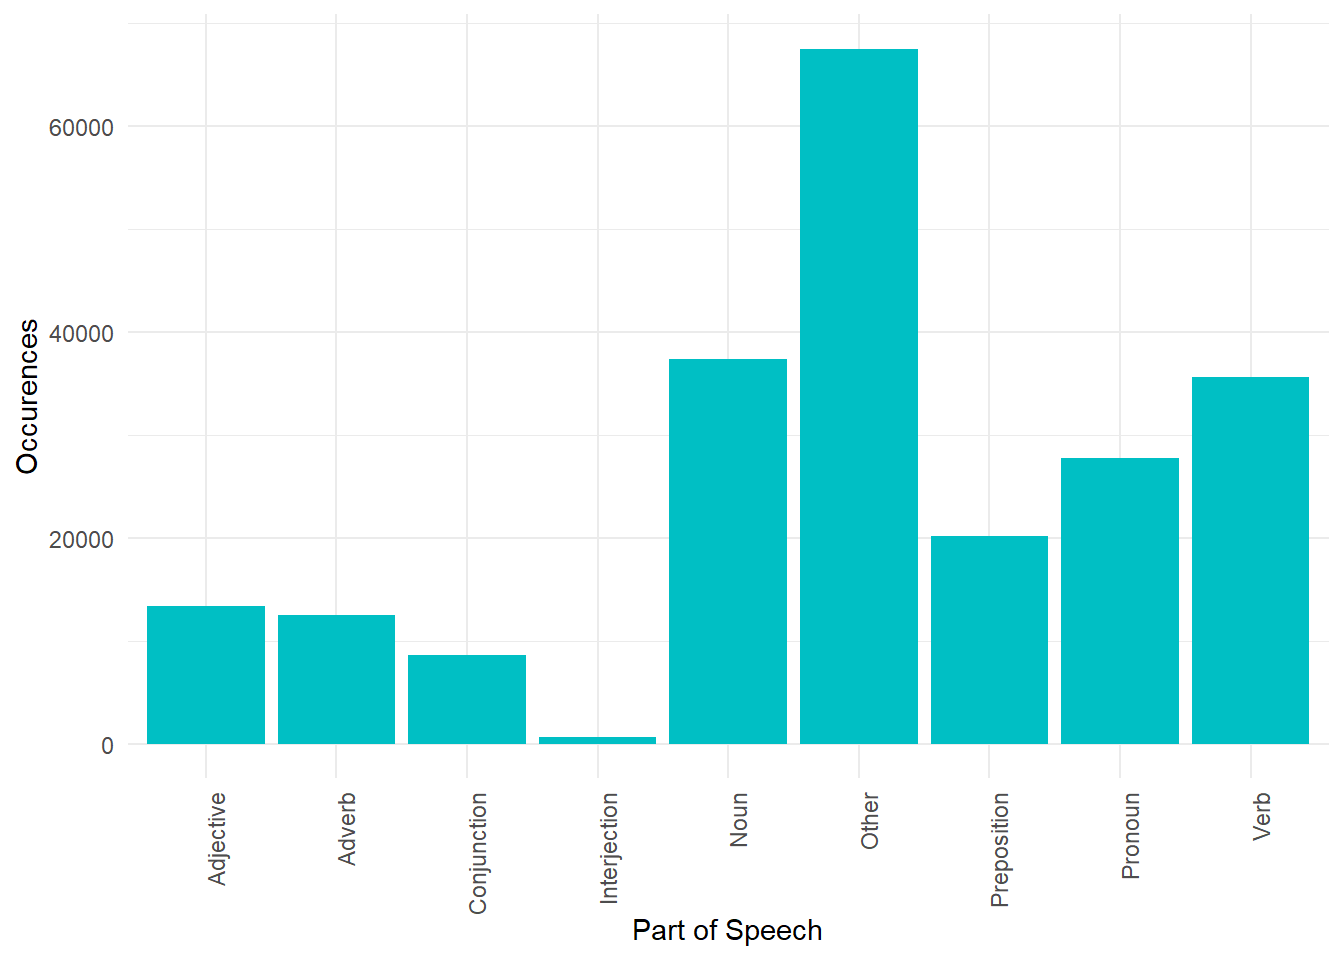 Occurences
60000
40000
20000
0
Adjective
Adverb
Conjunction
Interjection
Noun
Other
Preposition
Pronoun
Verb
Part of Speech